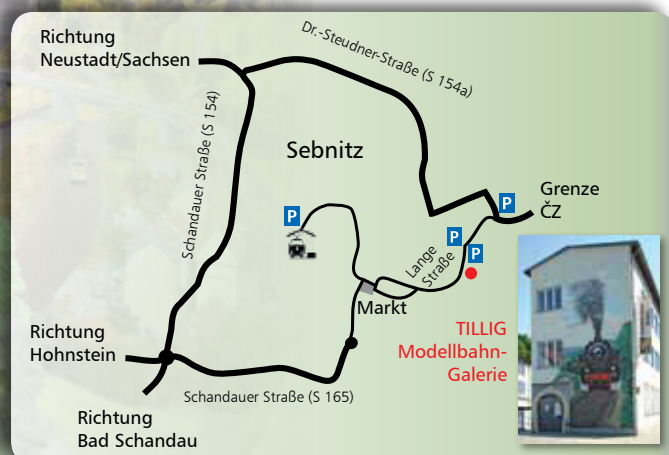 Richtung
Neustadt/Sachsen
Dr.-Steudner-Straße (S 154a)
Schandauer Straße (S 154)
Sebnitz
Grenze
ČZ
P
P
P
P
Lange
Straße
Markt
TILLIG
Modellbahn-
Galerie
Richtung
Hohnstein
Schandauer Straße (S 165)
Richtung
Bad Schandau